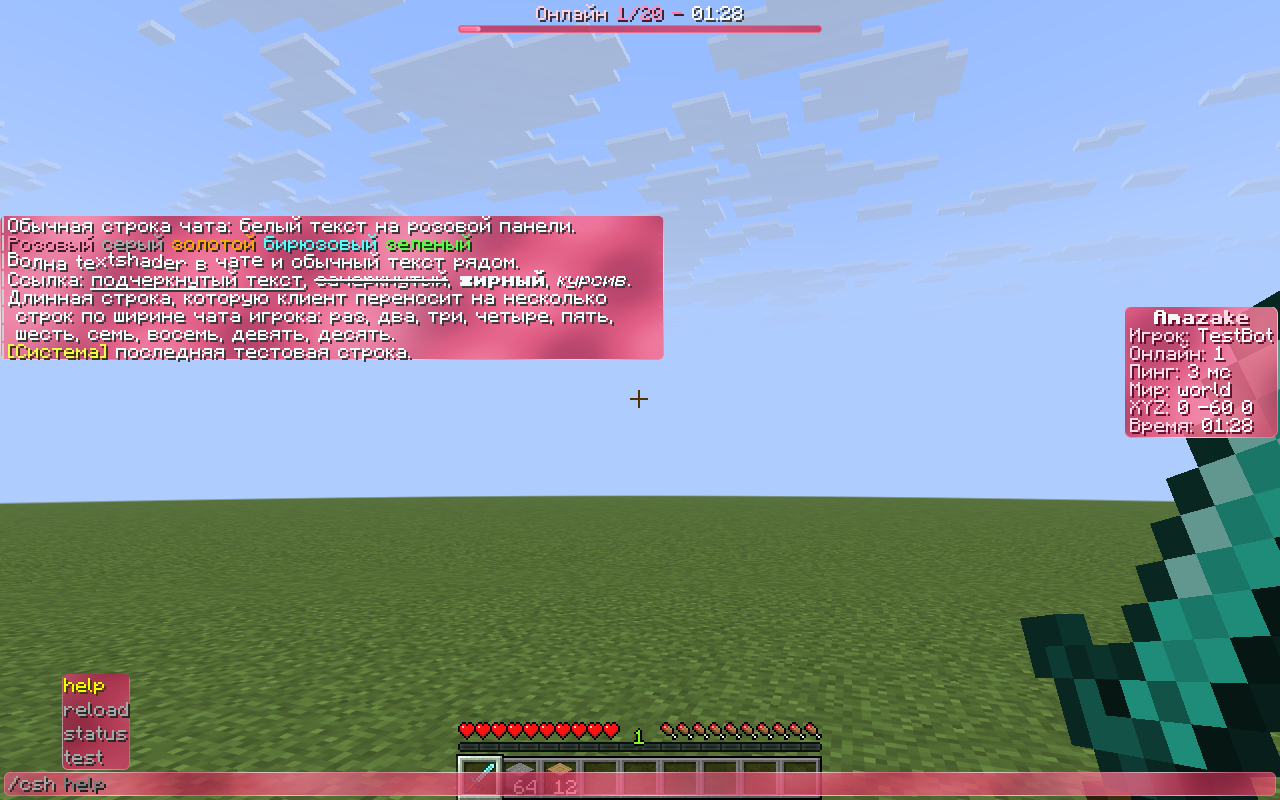 Онлайн 1/20 - 01:28
Обычная строка чата: белый текст на розовой панели.
Розовый серый золотой бирюзовый зеленый
Волна textshader в чате и обычный текст рядом.
Ссылка: подчеркнутый текст, зачеркнутый, жирный, курсив.
Длинная строка, которую клиент переносит на несколько
строк по ширине чата игрока: раз, два, три, четыре, пять,
шесть, семь, восемь, девять, десять.
[Система] последняя тестовая строка.
Amazake
Игрок: TestBot
Онлайн: 1
Пинг: 3 мс
Мир: world
XYZ: 0 -60 0
Время: 01:28
help
reload
status
test
1
64 12
/csh help